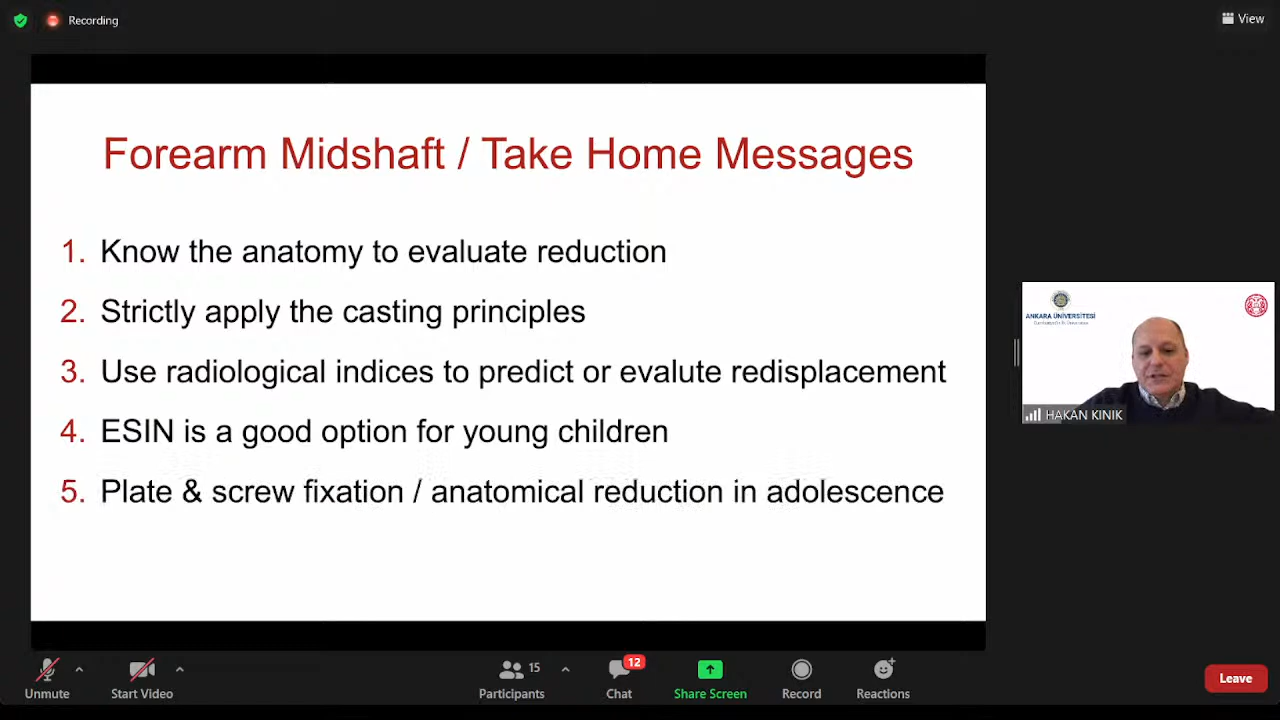 Recording
View
Forearm Midshaft / Take Home Messages
1. Know the anatomy to evaluate reduction
2. Strictly apply the casting principles
3. Use radiological indices to predict or evalute redisplacement
4. ESIN is a good option for young children
5. Plate & screw fixation / anatomical reduction in adolescence
ANKARA ÜNİVERSİTESİ
HAKAN KINIK
Unmute
Start Video
15
Participants
12
Chat
Share Screen
Record
Reactions
Leave